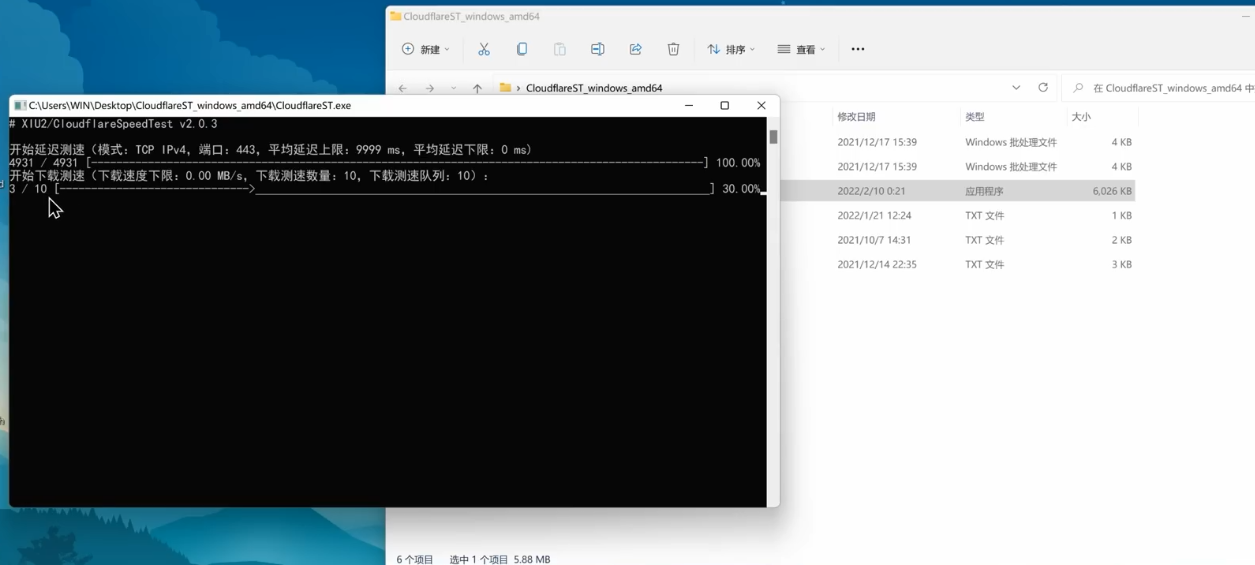 CloudflareST_windows_amd64
新建
排序
查看
CloudflareST_windows_amd64
在 CloudflareST_windows_amd64 中
C:\Users\WIN\Desktop\CloudflareST_windows_amd64\CloudflareST.exe
# XIU2/CloudflareSpeedTest v2.0.3
开始延迟测速（模式：TCP IPv4, 端口：443, 平均延迟上限：9999 ms, 平均延迟下限：0 ms)
4931 / 4931 [-----------------------------------------------------------------------] 100.00%
开始下载测速（下载速度下限：0.00 MB/s, 下载测速数量：10, 下载测速队列：10）：
3 / 10 [----------------------------->______________________________________________] 30.00%
修改日期 类型 大小
2021/12/17 15:39 Windows 批处理文件 4 KB
2021/12/17 15:39 Windows 批处理文件 4 KB
2022/2/10 0:21 应用程序 6,026 KB
2022/1/21 12:24 TXT 文件 1 KB
2021/10/7 14:31 TXT 文件 2 KB
2021/12/14 22:35 TXT 文件 3 KB
6 个项目 选中 1 个项目 5.88 MB